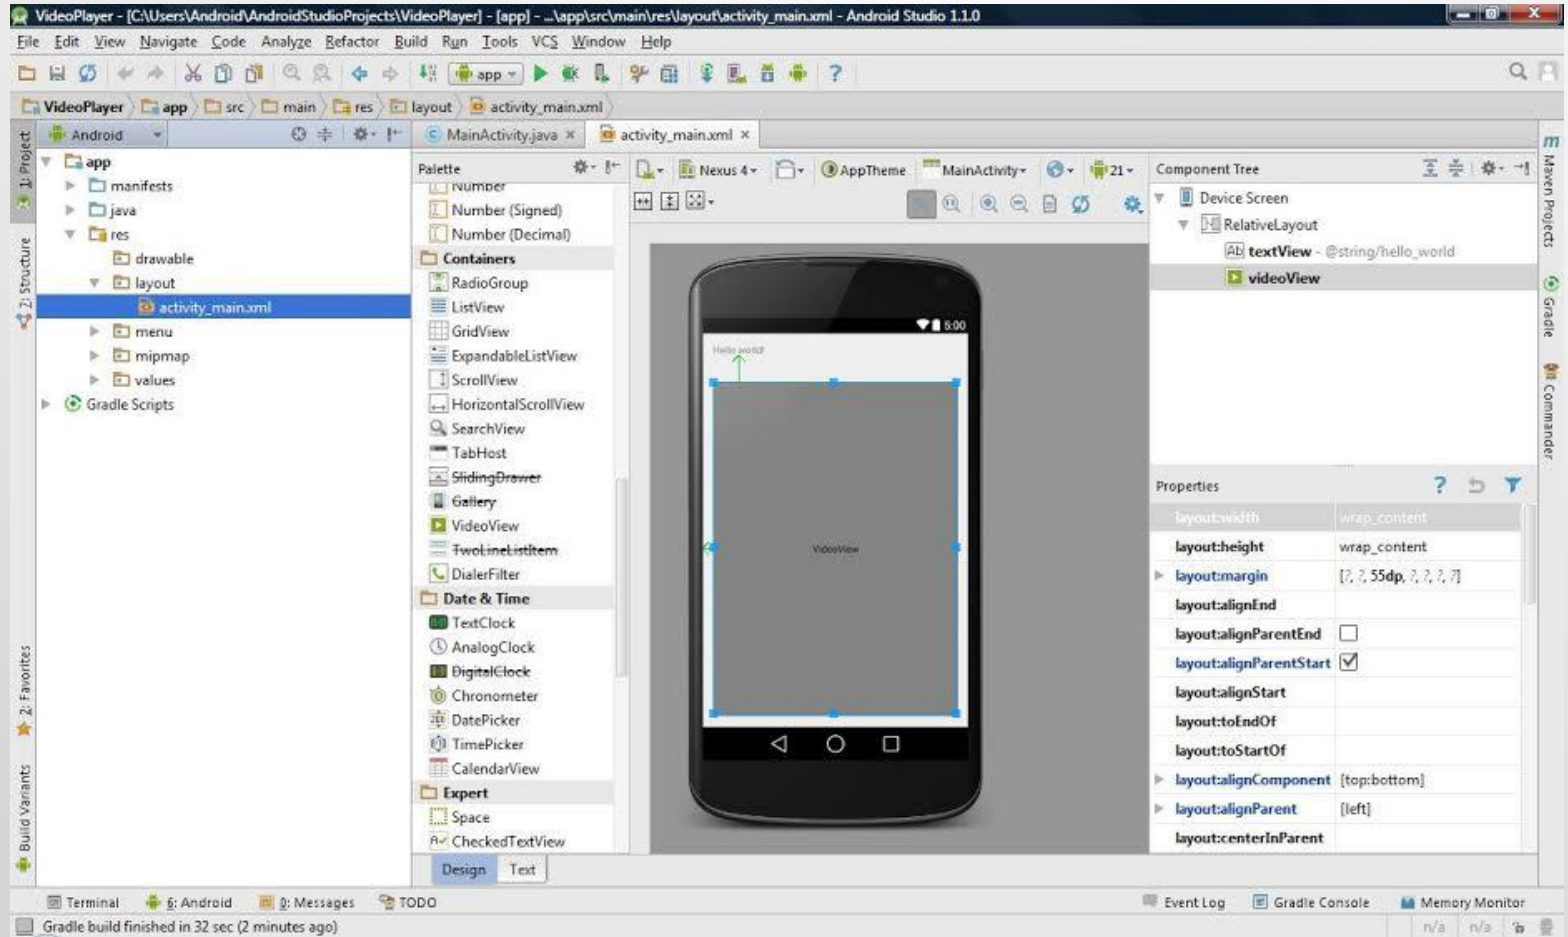 VideoPlayer - [C:\Users\Android\AndroidStudioProjects\VideoPlayer] - [app] - ...\app\src\main\res\layout\activity_main.xml - Android Studio 1.1.0
File Edit View Navigate Code Analyze Refactor Build Run Tools VCS Window Help
app
VideoPlayer app src main res layout activity_main.xml
1: Project
Z: Structure
2: Favorites
Build Variants
Android
app
manifests
java
res
drawable
layout
activity_main.xml
menu
mipmap
values
Gradle Scripts
MainActivity.java
activity_main.xml
Palette
Number
Number (Signed)
Number (Decimal)
Containers
RadioGroup
ListView
GridView
ExpandableListView
ScrollView
HorizontalScrollView
SearchView
TabHost
SlidingDrawer
Gallery
VideoView
TwoLineListItem
DialerFilter
Date & Time
TextClock
AnalogClock
DigitalClock
Chronometer
DatePicker
TimePicker
CalendarView
Expert
Space
CheckedTextView
Design Text
Nexus 4 AppTheme MainActivity 21
5:00
Hello world!
VideoView
Component Tree
Device Screen
RelativeLayout
Ab textView - @string/hello_world
videoView
Properties
layout:width wrap_content
layout:height wrap_content
layout:margin [?, ?, 55dp, ?, ?, ?, ?]
layout:alignEnd
layout:alignParentEnd
layout:alignParentStart
layout:alignStart
layout:toEndOf
layout:toStartOf
layout:alignComponent [top:bottom]
layout:alignParent [left]
layout:centerInParent
m Maven Projects
Gradle
Commander
Terminal 6: Android 0: Messages TODO
Event Log Gradle Console Memory Monitor
Gradle build finished in 32 sec (2 minutes ago)
n/a n/a